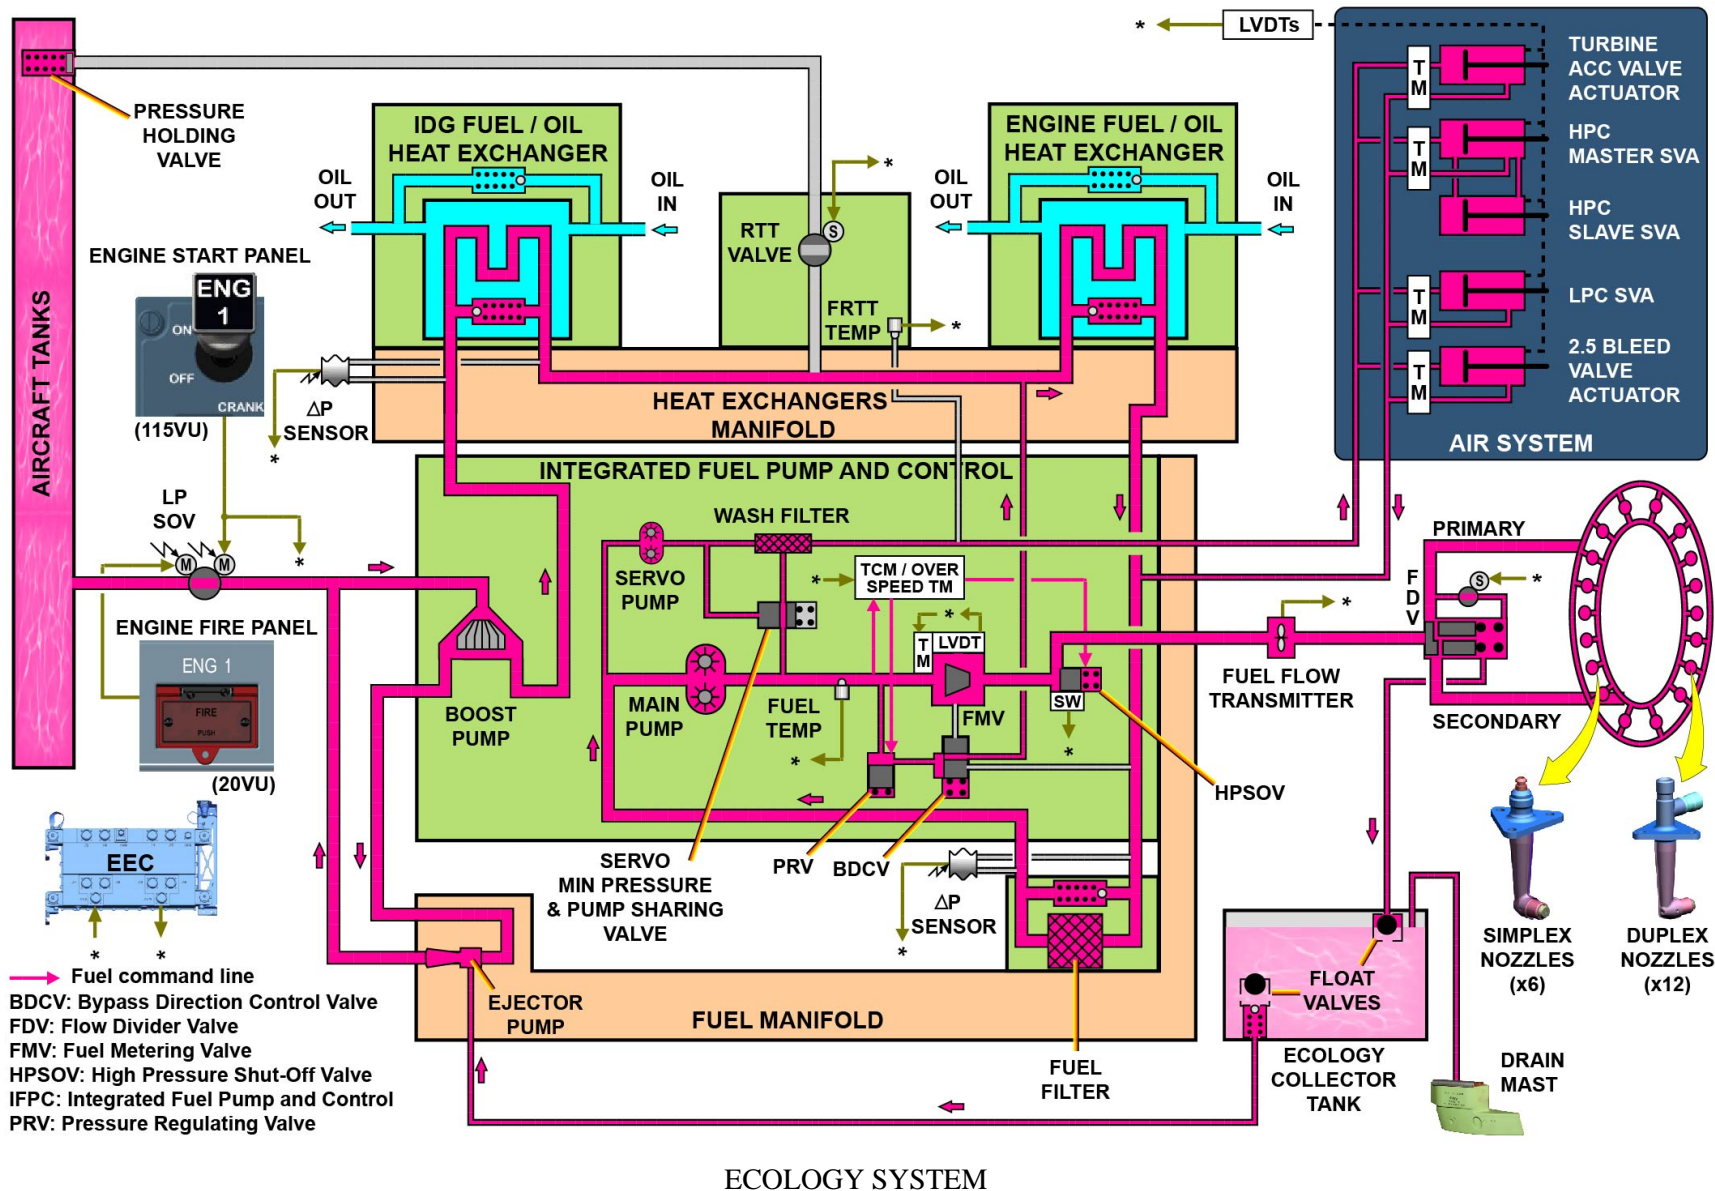 *
LVDTs
TURBINE
ACC VALVE
ACTUATOR
T
M
PRESSURE
HOLDING
VALVE
IDG FUEL / OIL
HEAT EXCHANGER
ENGINE FUEL / OIL
HEAT EXCHANGER
HPC
MASTER SVA
T
M
OIL
OUT
OIL
IN
*
OIL
OUT
OIL
IN
HPC
SLAVE SVA
RTT
VALVE
S
ENGINE START PANEL
ENG
1
ON
OFF
CRANK
(115VU)
FRTT
TEMP
*
LPC SVA
T
M
2.5 BLEED
VALVE
ACTUATOR
T
M
AIR SYSTEM
AIRCRAFT TANKS
ΔP
SENSOR
*
HEAT EXCHANGERS
MANIFOLD
INTEGRATED FUEL PUMP AND CONTROL
LP
SOV
M
M
*
WASH FILTER
SERVO
PUMP
*
TCM / OVER
SPEED TM
PRIMARY
F
D
V
S
*
ENGINE FIRE PANEL
ENG 1
FIRE
PUSH
(20VU)
*
T
M
LVDT
*
FUEL FLOW
TRANSMITTER
BOOST
PUMP
MAIN
PUMP
FUEL
TEMP
*
FMV
SW
*
SECONDARY
HPSOV
EEC
*
*
SERVO
MIN PRESSURE
& PUMP SHARING
VALVE
PRV
BDCV
ΔP
SENSOR
*
SIMPLEX
NOZZLES
(x6)
DUPLEX
NOZZLES
(x12)
FLOAT
VALVES
EJECTOR
PUMP
FUEL MANIFOLD
FUEL
FILTER
ECOLOGY
COLLECTOR
TANK
DRAIN
MAST
Fuel command line
BDCV: Bypass Direction Control Valve
FDV: Flow Divider Valve
FMV: Fuel Metering Valve
HPSOV: High Pressure Shut-Off Valve
IFPC: Integrated Fuel Pump and Control
PRV: Pressure Regulating Valve
ECOLOGY SYSTEM